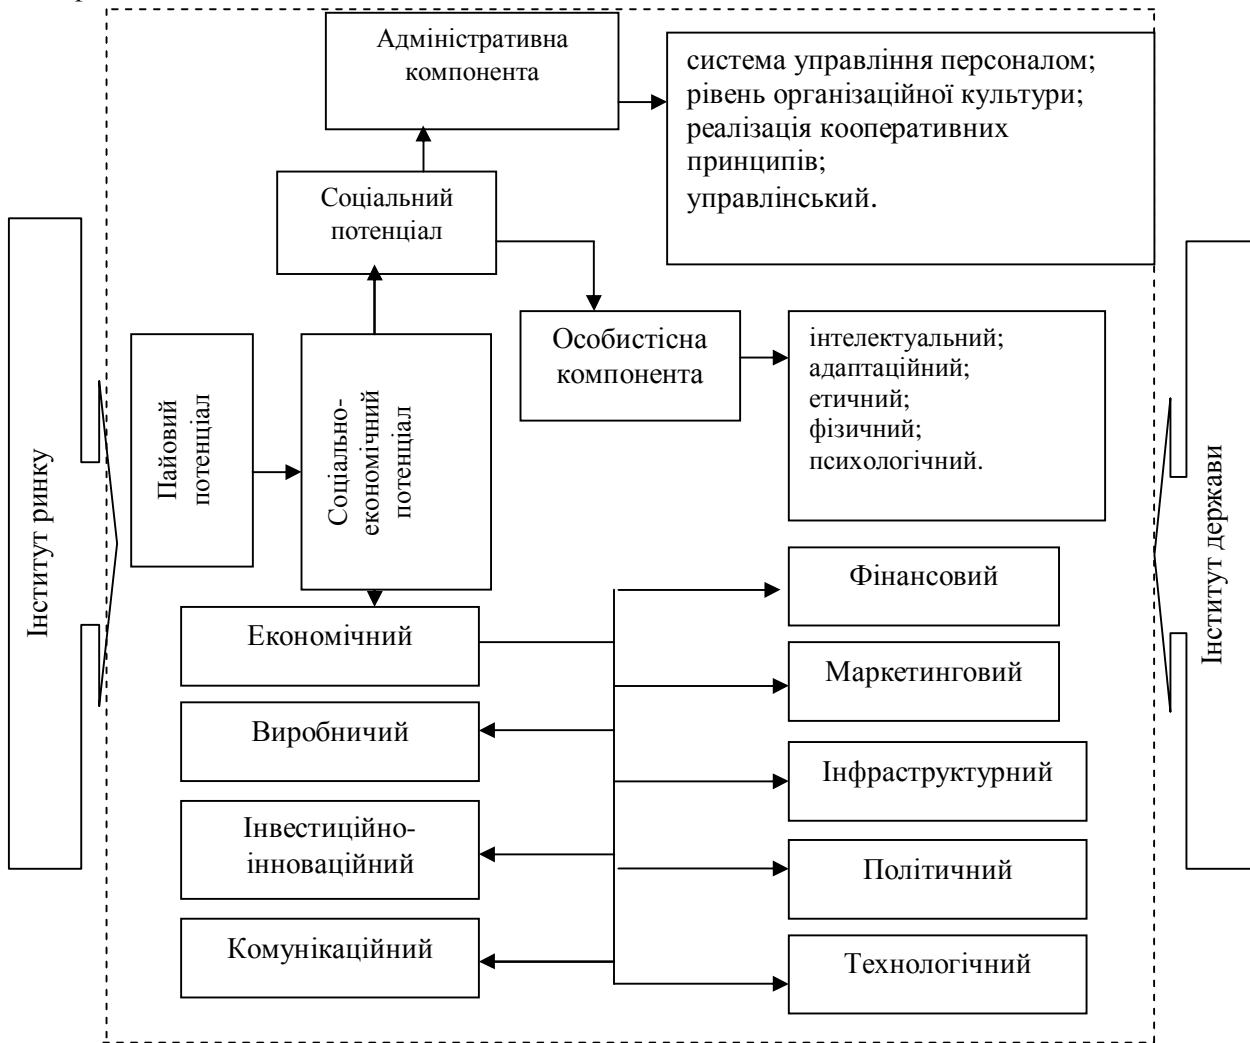 Адміністративна
компонента
система управління персоналом;
рівень організаційної культури;
реалізація кооперативних
принципів;
управлінський.
Соціальний
потенціал
Особистісна
компонента
інтелектуальний;
адаптаційний;
етичний;
фізичний;
психологічний.
Інститут ринку
Пайовий
потенціал
Соціально-
економічний
потенціал
Інститут держави
Економічний
Фінансовий
Маркетинговий
Виробничий
Інфраструктурний
Інвестиційно-
інноваційний
Політичний
Комунікаційний
Технологічний